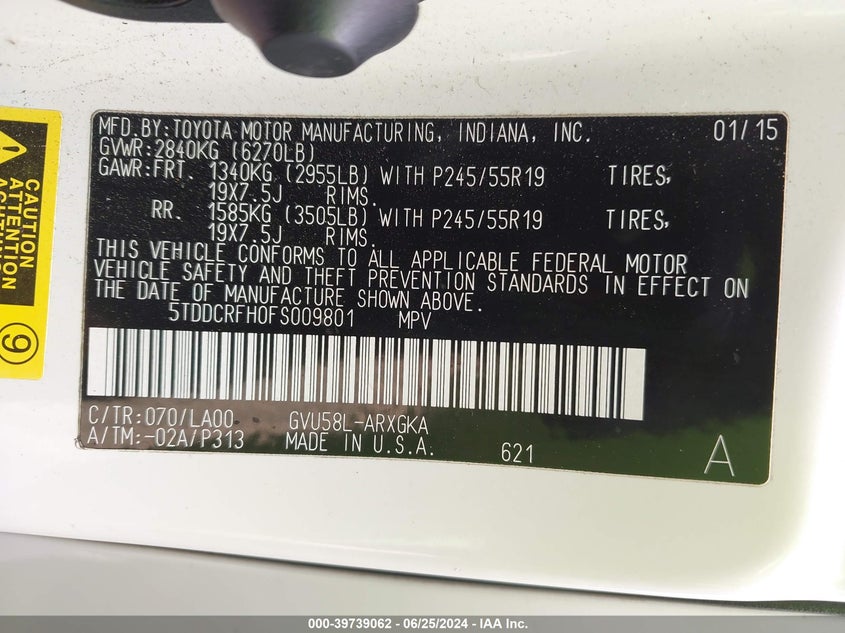 MFD.BY:TOYOTA MOTOR MANUFACTURING, INDIANA, INC. 01/15
GVWR:2840KG (6270LB)
GAWR:FRT. 1340KG (2955LB) WITH P245/55R19 TIRES,
19X7.5J RIMS.
RR. 1585KG (3505LB) WITH P245/55R19 TIRES,
19X7.5J RIMS.
THIS VEHICLE CONFORMS TO ALL APPLICABLE FEDERAL MOTOR
VEHICLE SAFETY AND THEFT PREVENTION STANDARDS IN EFFECT ON
THE DATE OF MANUFACTURE SHOWN ABOVE.
5TDDCRFH0FS009801 MPV
C/TR:070/LA00 GVU58L-ARXGKA
A/TM:-02A/P313 MADE IN U.S.A. 621 A
CAUTION
ATTENTION
9
000-39739062 - 06/25/2024 - IAA Inc.